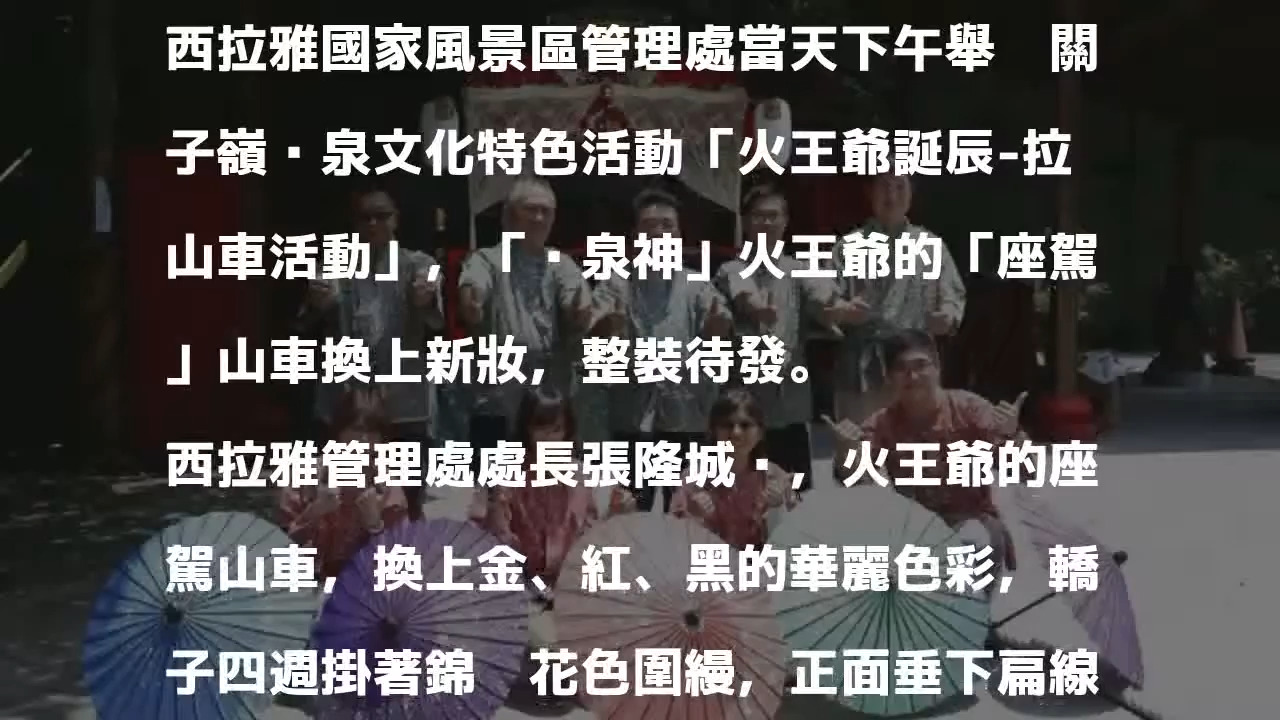 西拉雅國家風景區管理處當天下午舉　關
子嶺·泉文化特色活動「火王爺誕辰-拉
山車活動」，「·泉神」火王爺的「座駕
」山車換上新妝，整裝待發。
西拉雅管理處處長張隆城·，火王爺的座
駕山車，換上金、紅、黑的華麗色彩，轎
子四週掛著錦　花色圍縵，正面垂下扁線